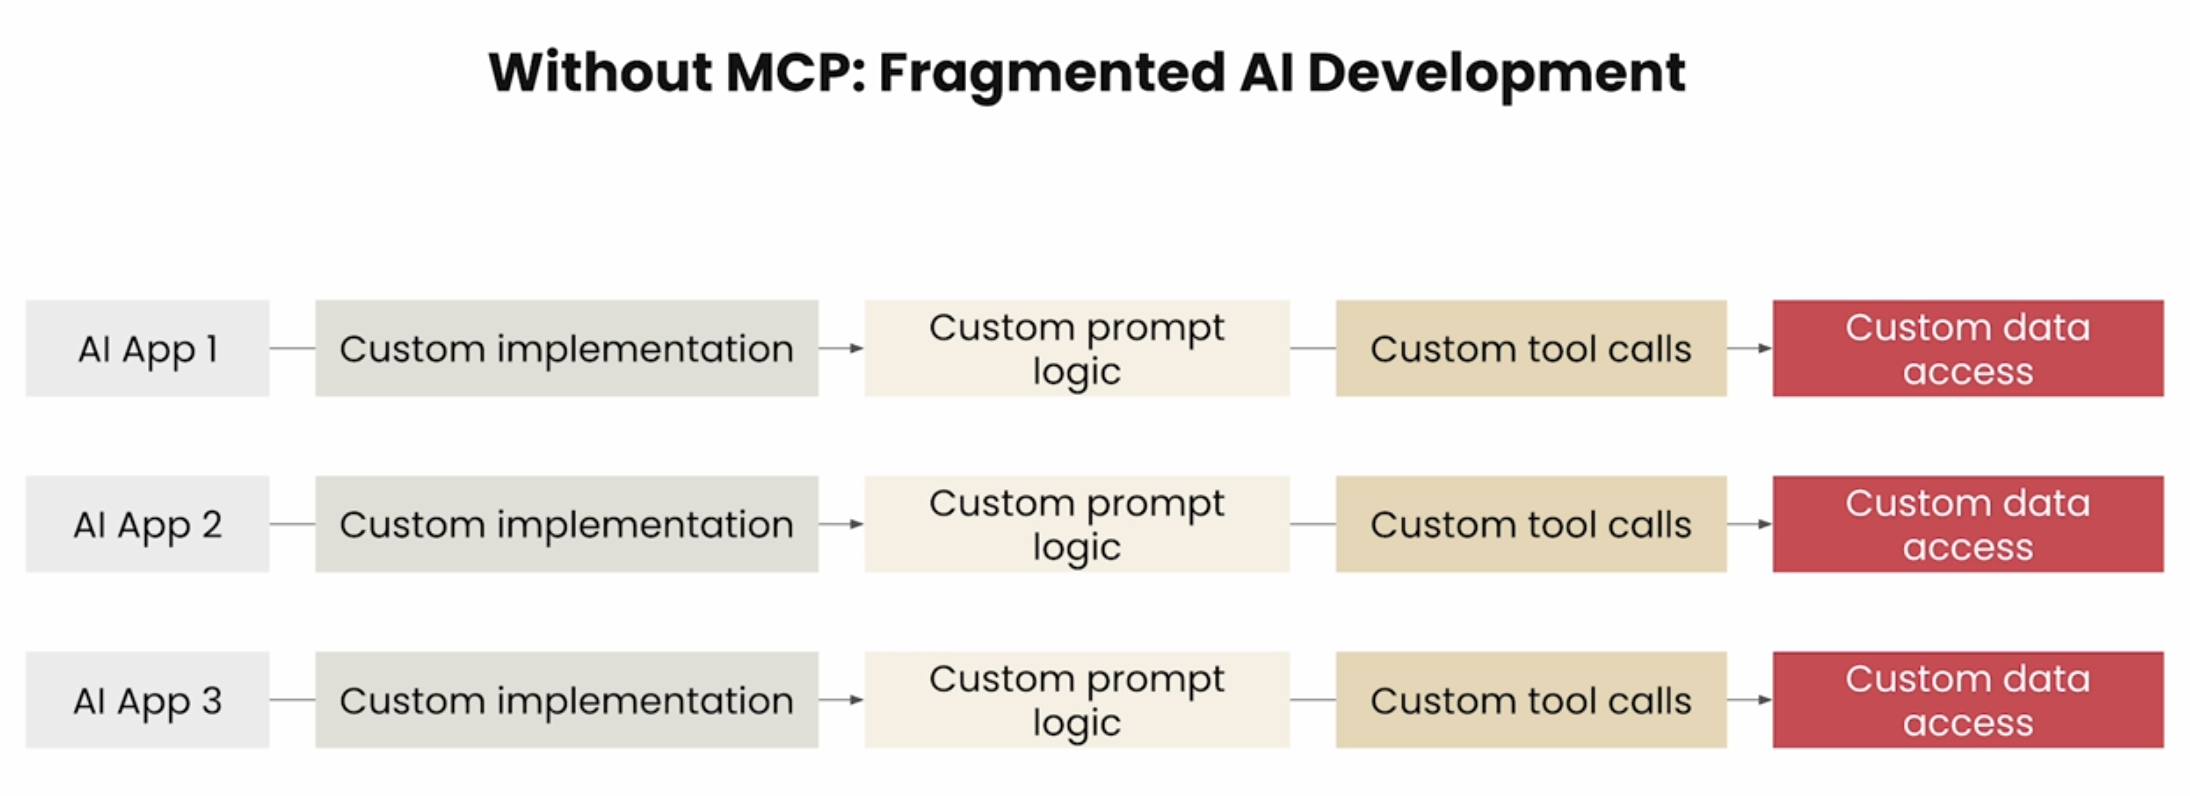 Without MCP: Fragmented AI Development
AI App 1
Custom implementation
Custom prompt
logic
Custom tool calls
Custom data
access
AI App 2
Custom implementation
Custom prompt
logic
Custom tool calls
Custom data
access
AI App 3
Custom implementation
Custom prompt
logic
Custom tool calls
Custom data
access